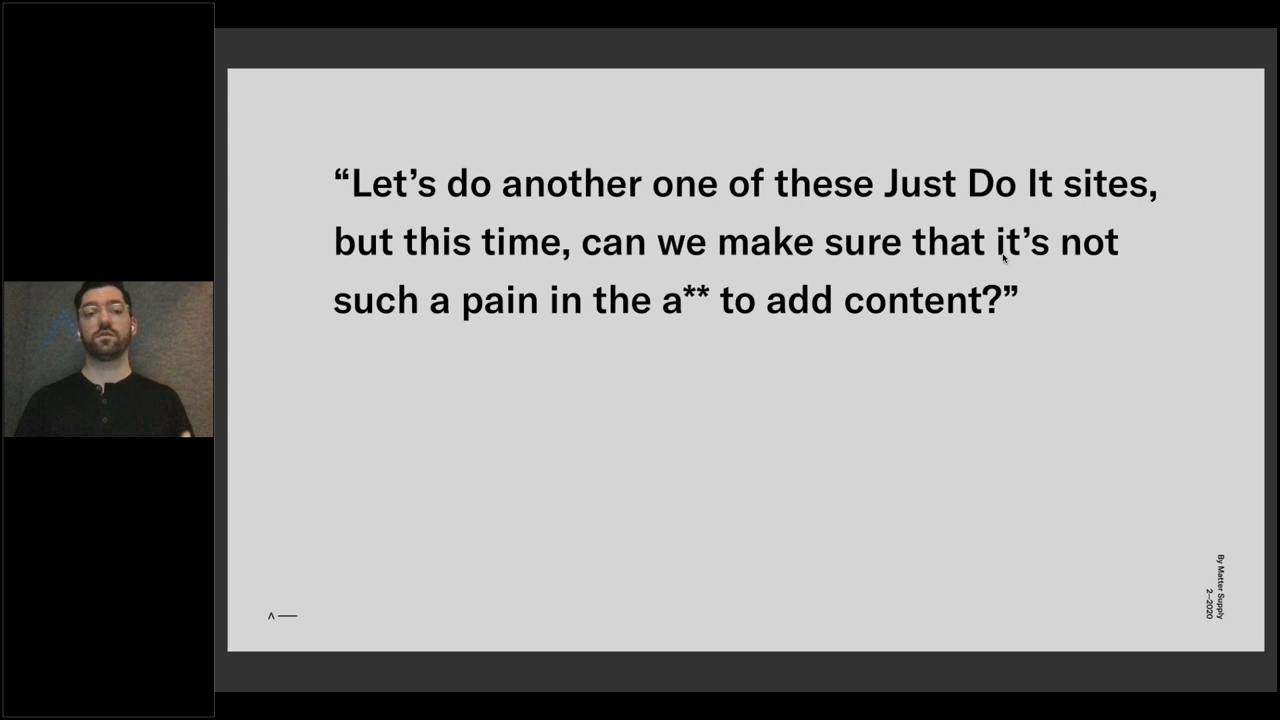 “Let’s do another one of these Just Do It sites,
but this time, can we make sure that it’s not
such a pain in the a** to add content?”
By Matter Supply
2–2020